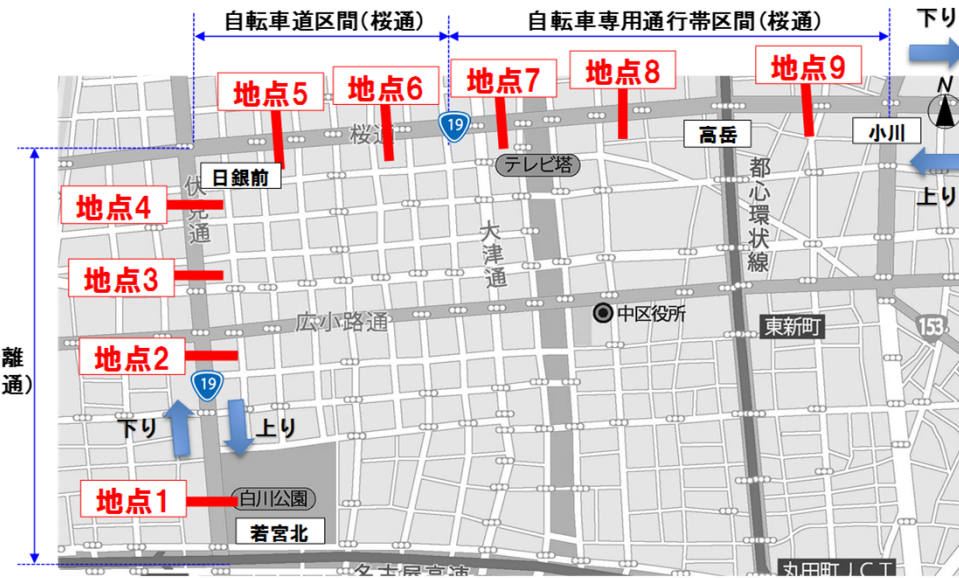 自転車道区間(桜通)
自転車専用通行帯区間(桜通)
下り
地点5
地点6
地点7
地点8
地点9
N
桜通
19
高岳
小川
テレビ塔
日銀前
上り
伏見通
都心環状線
地点4
大津通
地点3
広小路通
中区役所
東新町
153
離
通)
地点2
19
下り
上り
地点1
白川公園
若宮北
名古屋高速
丸田町JCT